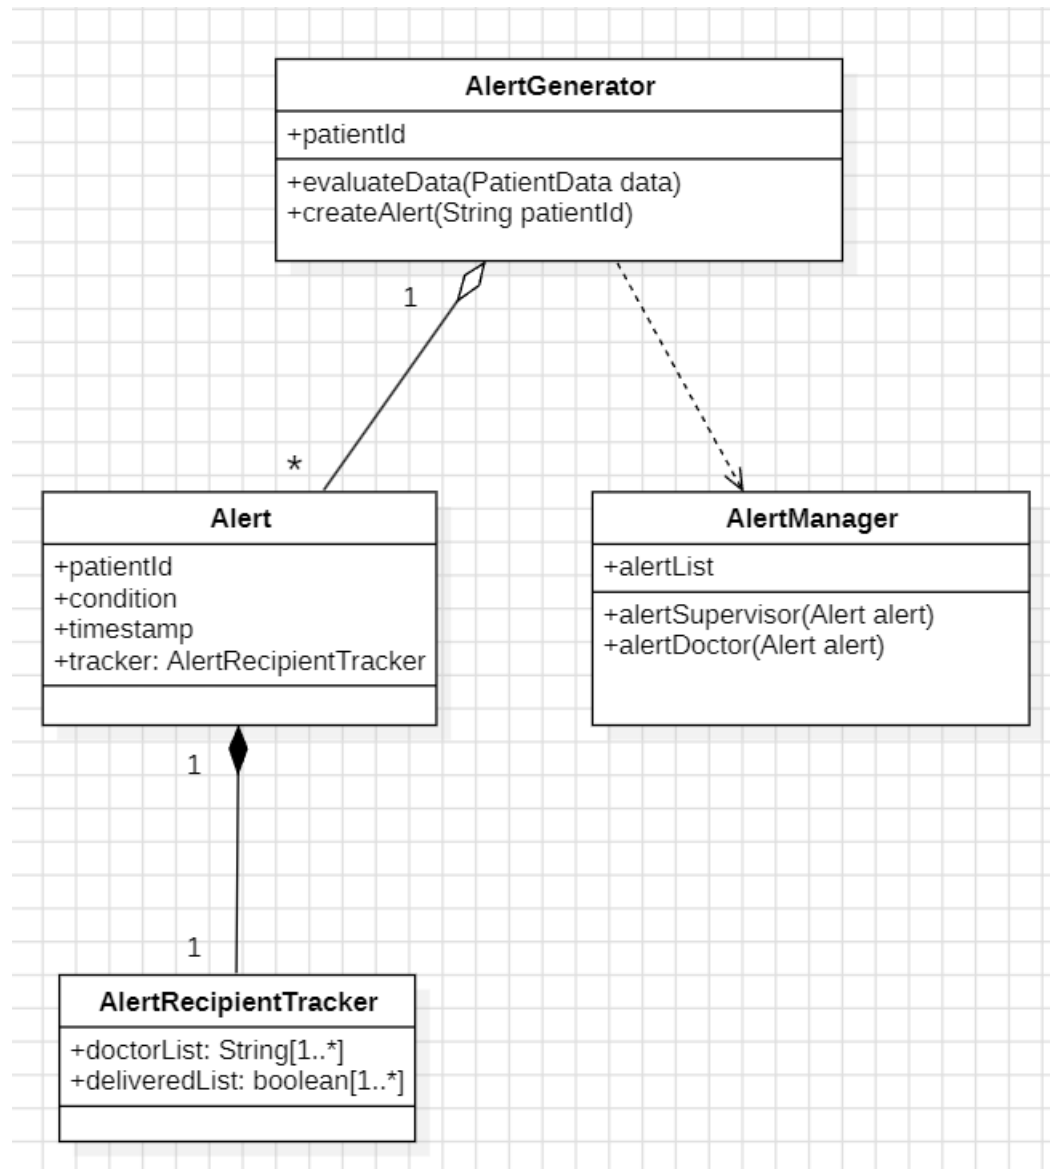 AlertGenerator
+patientId
+evaluateData(PatientData data)
+createAlert(String patientId)
1
*
Alert
+patientId
+condition
+timestamp
+tracker: AlertRecipientTracker
AlertManager
+alertList
+alertSupervisor(Alert alert)
+alertDoctor(Alert alert)
1
1
AlertRecipientTracker
+doctorList: String[1..*]
+deliveredList: boolean[1..*]